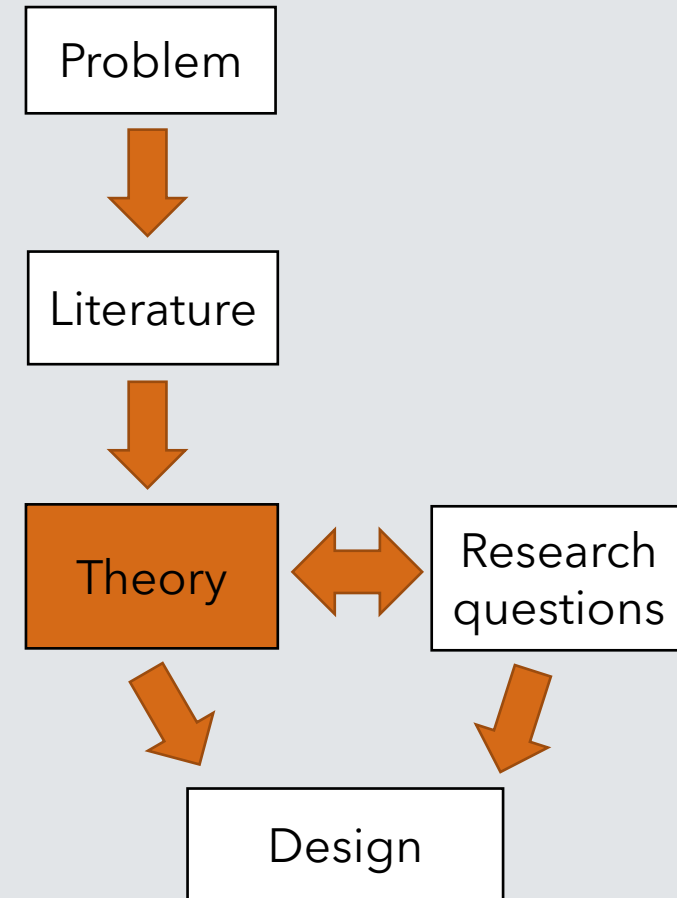 Problem
Literature
Theory
Research
questions
Design